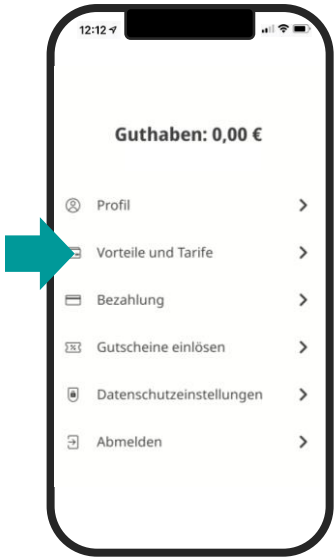 12:12
Guthaben: 0,00 €
Profil
Vorteile und Tarife
Bezahlung
Gutscheine einlösen
Datenschutzeinstellungen
Abmelden